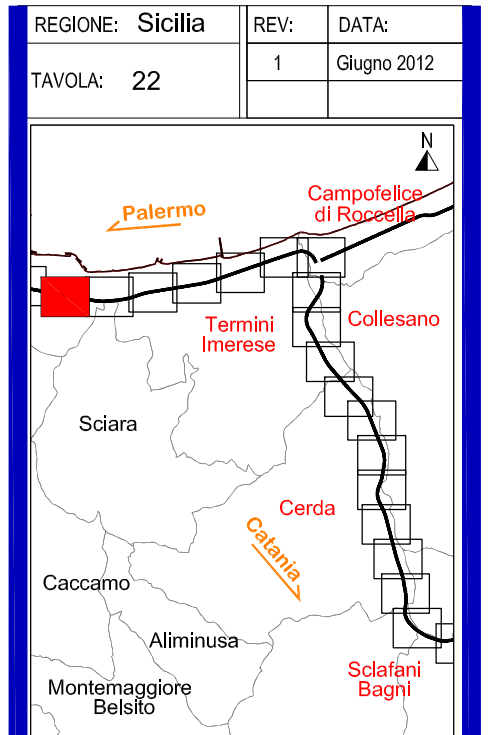 REGIONE: Sicilia
REV:
DATA:
TAVOLA: 22
1
Giugno 2012
N
Palermo
Campofelice
di Roccella
Termini
Imerese
Collesano
Sciara
Cerda
Catania
Caccamo
Aliminusa
Montemaggiore
Belsito
Sclafani
Bagni